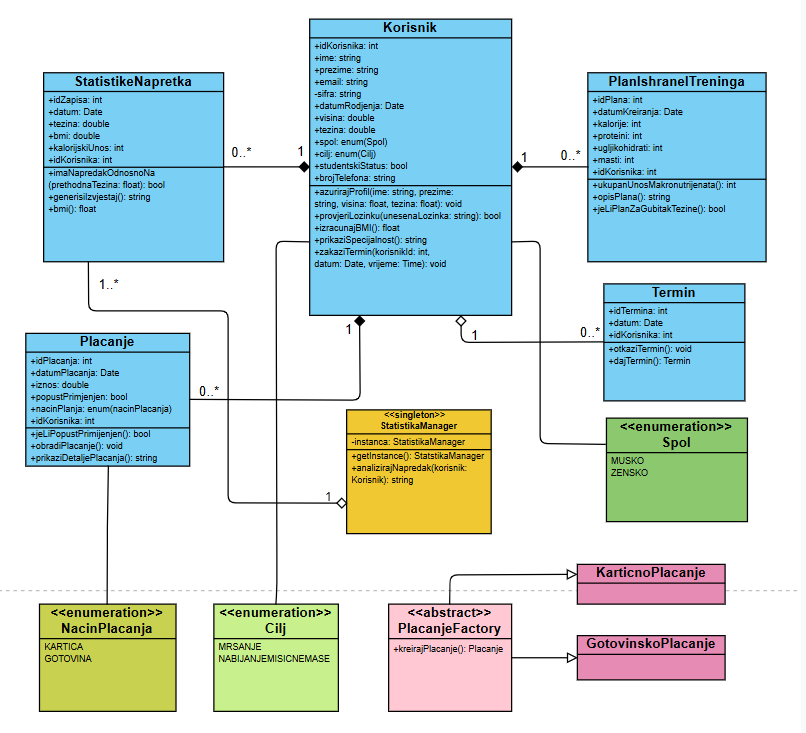 Korisnik
+idKorisnika: int
+ime: string
+prezime: string
+email: string
-sifra: string
+datumRodjenja: Date
+visina: double
+tezina: double
+spol: enum(Spol)
+cilj: enum(Cilj)
+studentskiStatus: bool
+brojTelefona: string
+azurirajProfil(ime: string, prezime:
string, visina: float, tezina: float): void
+provjeriLozinku(unesenaLozinka: string): bool
+izracunajBMI(): float
+prikaziSpecijalnost(): string
+zakaziTermin(korisnikId: int,
datum: Date, vrijeme: Time): void
StatistikeNapretka
+idZapisa: int
+datum: Date
+tezina: double
+bmi: double
+kalorijskiUnos: int
+idKorisnika: int
+imaNapredakOdnosnoNa
(prethodnaTezina: float): bool
+generisiIzvjestaj(): string
+bmi(): float
0..*
1
PlanIshraneITreninga
+idPlana: int
+datumKreiranja: Date
+kalorije: int
+proteini: int
+ugljikohidrati: int
+masti: int
+idKorisnika: int
+ukupanUnosMakronutrijenata(): int
+opisPlana(): string
+jeLiPlanZaGubitakTezine(): bool
1
0..*
1..*
Termin
+idTermina: int
+datum: Date
+idKorisnika: int
+otkaziTermin(): void
+dajTermin(): Termin
1
0..*
Placanje
+idPlacanja: int
+datumPlacanja: Date
+iznos: double
+popustPrimjenjen: bool
+nacinPlanja: enum(nacinPlacanja)
+idKorisnika: int
+jeLiPopustPrimijenjen(): bool
+obradiPlacanje(): void
+prikaziDetaljePlacanja(): string
1
0..*
<<singleton>>
StatistikaManager
-instanca: StatistikaManager
+getInstance(): StatstikaManager
+analizirajNapredak(korisnik:
Korisnik): string
1
<<enumeration>>
Spol
MUSKO
ZENSKO
<<enumeration>>
NacinPlacanja
KARTICA
GOTOVINA
<<enumeration>>
Cilj
MRSANJE
NABIJANJEMISICNEMASE
<<abstract>>
PlacanjeFactory
+kreirajPlacanje(): Placanje
KarticnoPlacanje
GotovinskoPlacanje